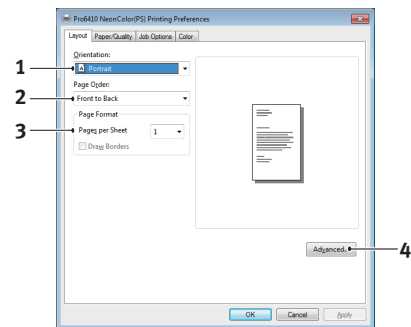 Pro6410 NeonColor(PS) Printing Preferences
Layout Paper/Quality Job Options Color
Orientation:
1
A Portrait
Page Order:
2
Front to Back
Page Format
3
Pages per Sheet 1
Draw Borders
Advanced...
4
OK Cancel Apply